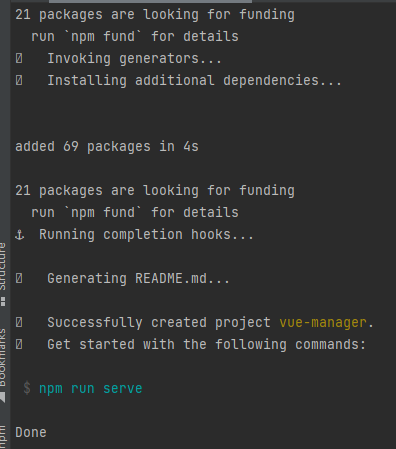 21 packages are looking for funding
run `npm fund` for details
Invoking generators...
Installing additional dependencies...
added 69 packages in 4s
21 packages are looking for funding
run `npm fund` for details
⚓ Running completion hooks...
Generating README.md...
Successfully created project vue-manager.
Get started with the following commands:
$ npm run serve
Done
Structure
Bookmarks
npm